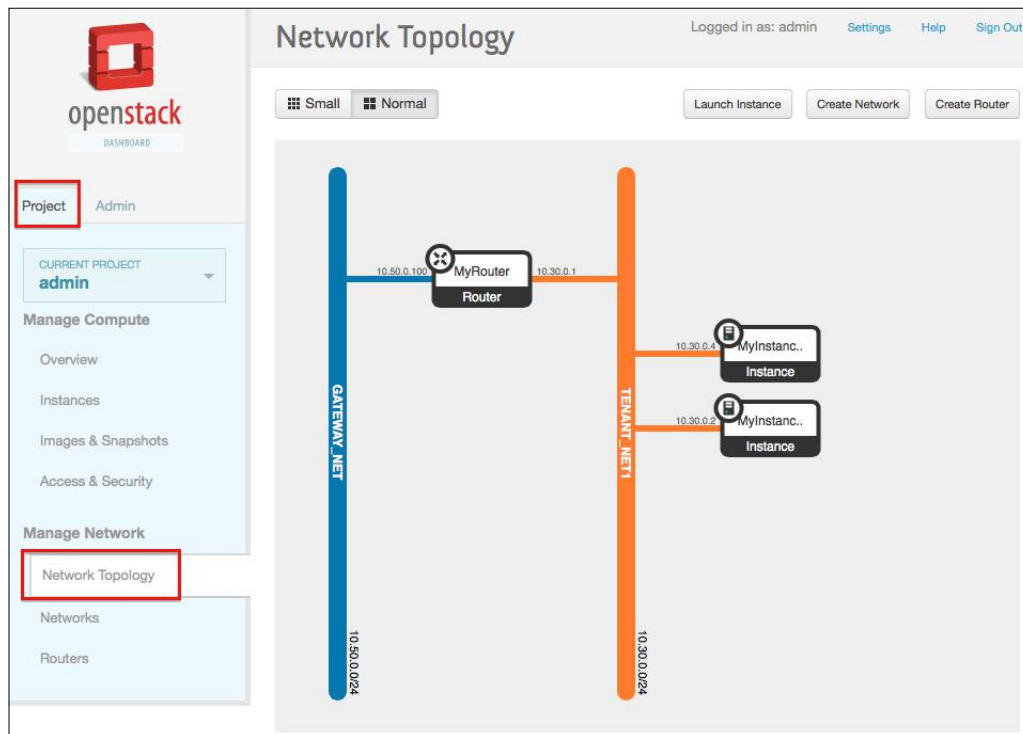 openstack
DASHBOARD
Project
Admin
CURRENT PROJECT
admin
Manage Compute
Overview
Instances
Images & Snapshots
Access & Security
Manage Network
Network Topology
Networks
Routers
Network Topology
Logged in as: admin
Settings
Help
Sign Out
Small
Normal
Launch Instance
Create Network
Create Router
GATEWAY_NET
10.50.0.0/24
10.50.0.100
MyRouter
Router
10.30.0.1
TENANT_NET1
10.30.0.0/24
10.30.0.4
MyInstanc..
Instance
10.30.0.2
MyInstanc..
Instance